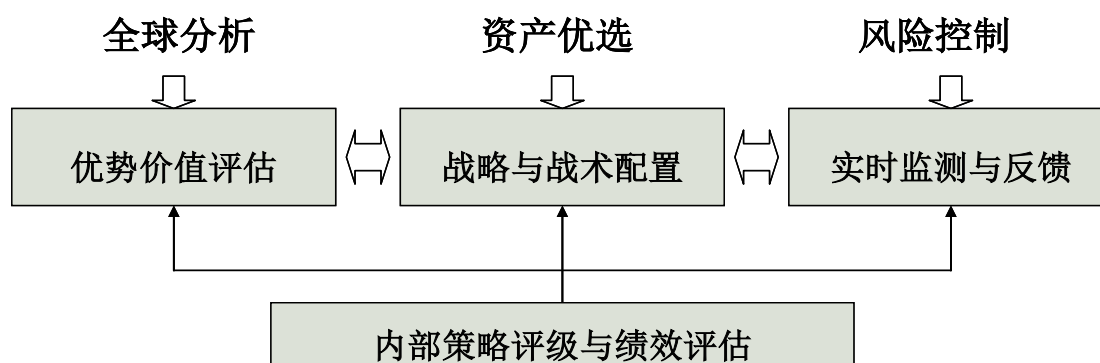 全球分析
资产优选
风险控制
优势价值评估
战略与战术配置
实时监测与反馈
内部策略评级与绩效评估